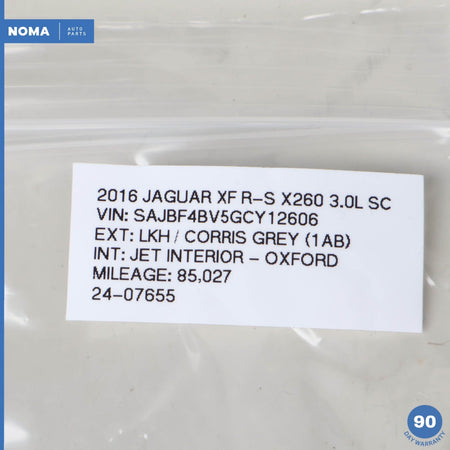 NOMA AUTO PARTS
2016 JAGUAR XF R-S X260 3.0L SC
VIN: SAJBF4BV5GCY12606
EXT: LKH / CORRIS GREY (1AB)
INT: JET INTERIOR - OXFORD
MILEAGE: 85,027
24-07655
90
DAY WARRANTY